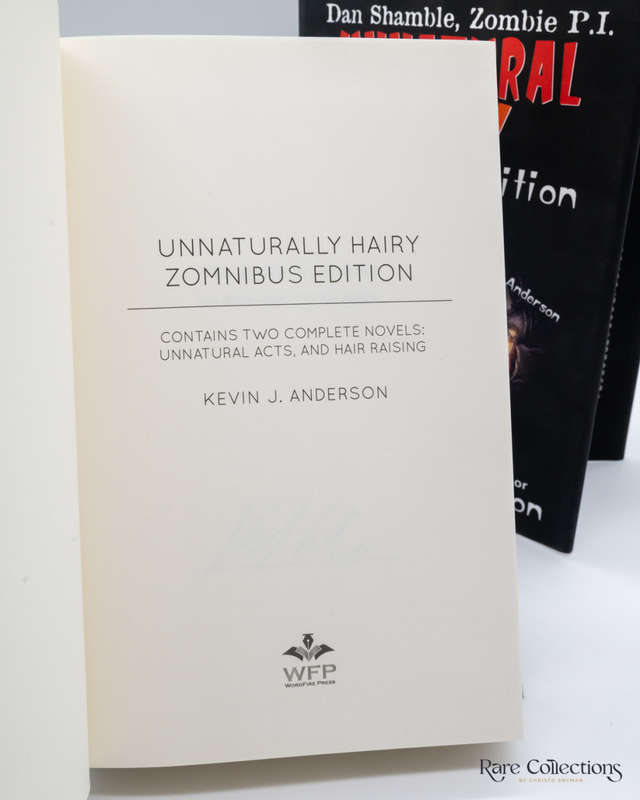 Dan Shamble, Zombie P.I.
UNNATURALLY HAIRY
ZOMNIBUS EDITION
CONTAINS TWO COMPLETE NOVELS:
UNNATURAL ACTS, AND HAIR RAISING
KEVIN J. ANDERSON
Anderson
WFP
WORDFIRE PRESS
Rare Collections